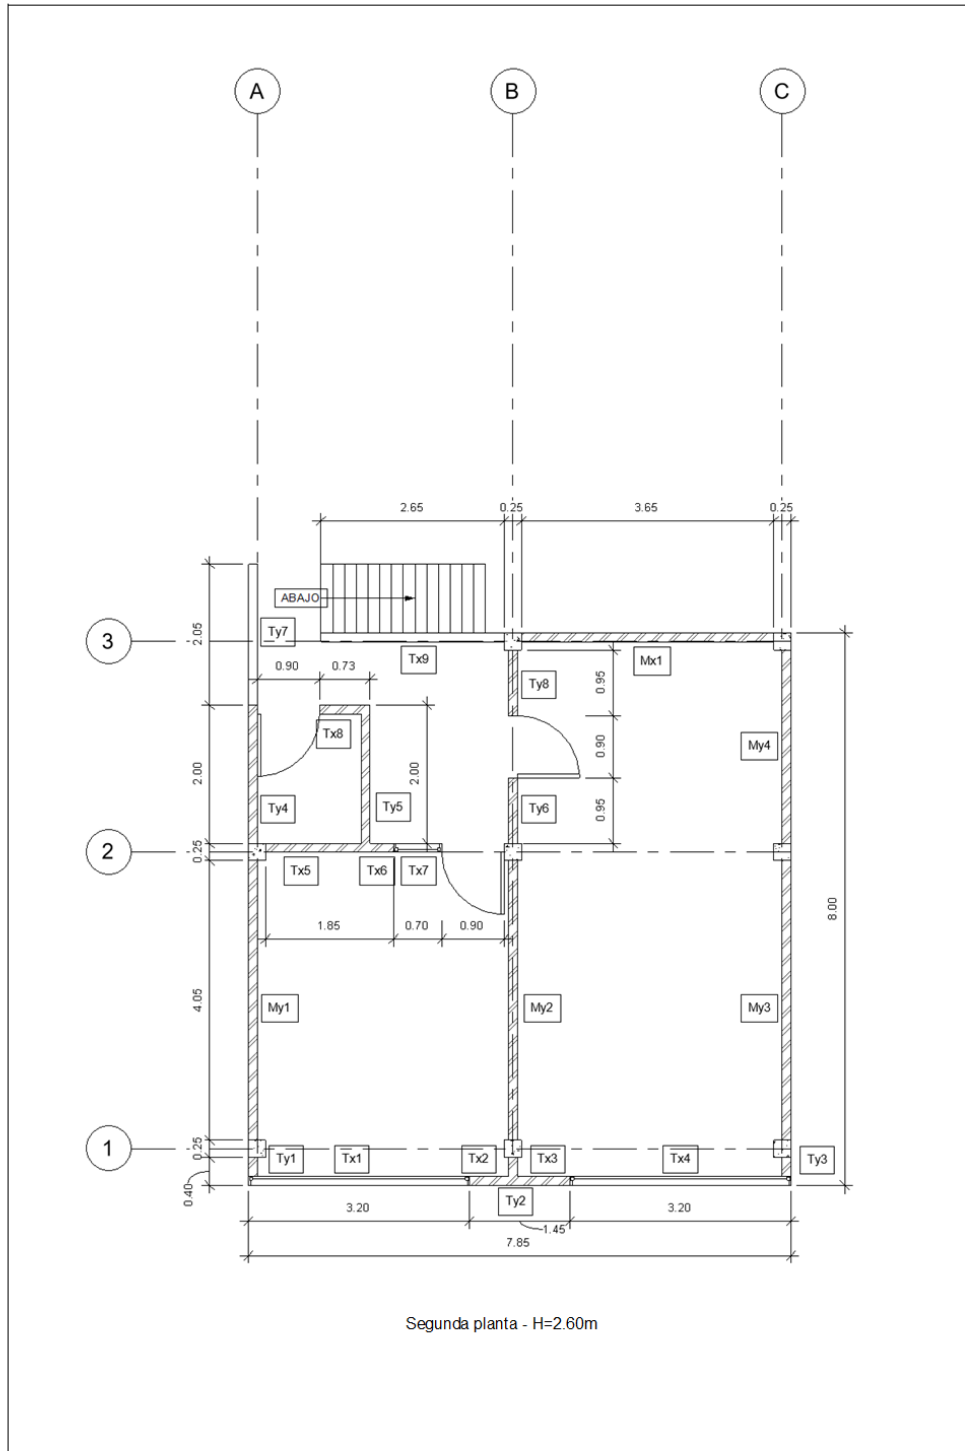 A B C
2.65 0.25 3.65 0.25
ABAJO
3
2.05
Ty7
0.90 0.73
Tx9
Mx1
Ty8
0.95
Tx8
My4
0.90
2.00
2.00
Ty4
Ty5
Ty6
0.95
2
0.25
Tx5 Tx6 Tx7
8.00
1.85 0.70 0.90
4.05
My1
My2
My3
1
0.25
Ty1 Tx1 Tx2 Tx3 Tx4 Ty3
0.40
Ty2
3.20 3.20
1.45
7.85
Segunda planta - H=2.60m